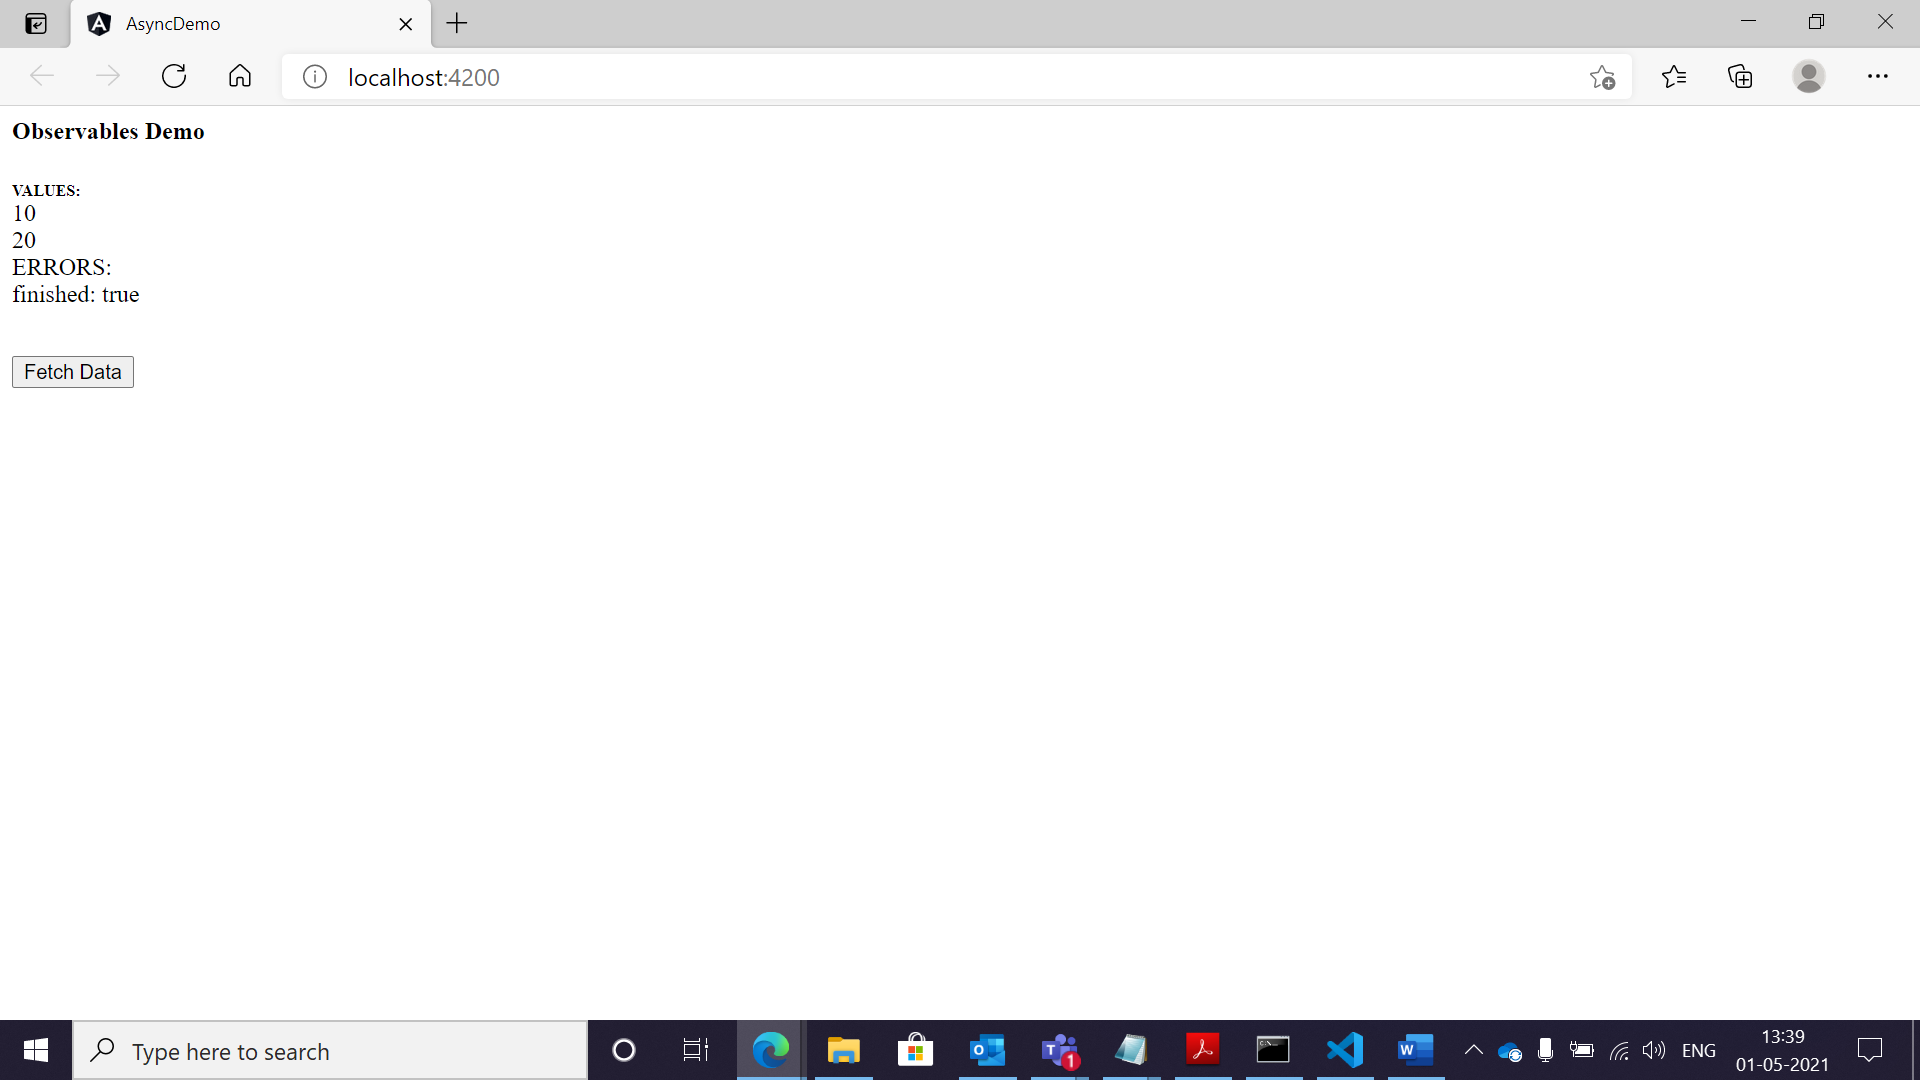 AsyncDemo
localhost:4200
Observables Demo
VALUES:
10
20
ERRORS:
finished: true
Fetch Data
Type here to search
1
ENG
13:39
01-05-2021